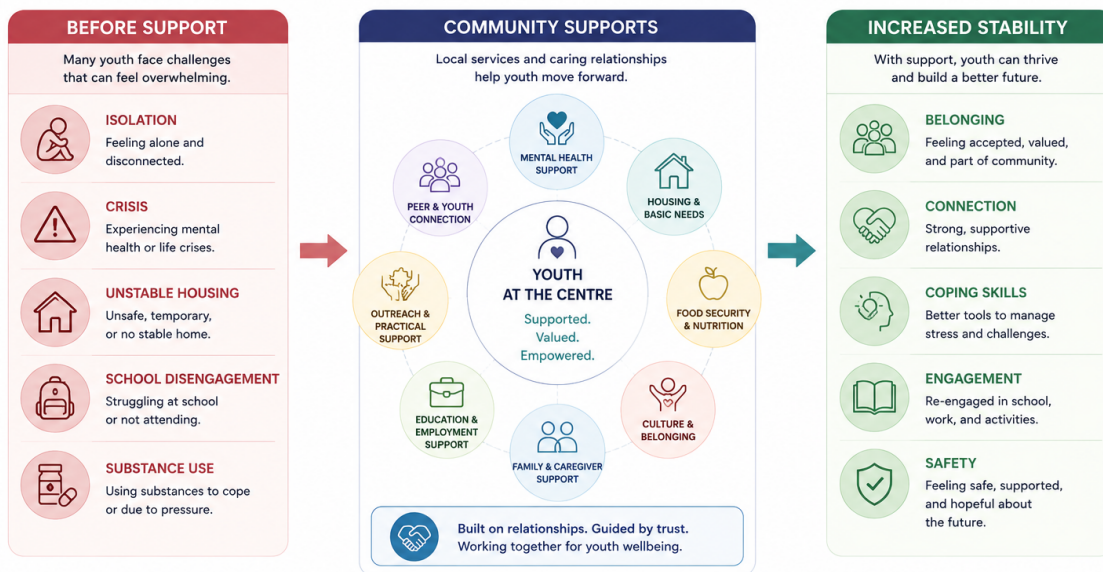 BEFORE SUPPORT
Many youth face challenges
that can feel overwhelming.
ISOLATION
Feeling alone and
disconnected.
CRISIS
Experiencing mental
health or life crises.
UNSTABLE HOUSING
Unsafe, temporary,
or no stable home.
SCHOOL DISENGAGEMENT
Struggling at school
or not attending.
SUBSTANCE USE
Using substances to cope
or due to pressure.
COMMUNITY SUPPORTS
Local services and caring relationships
help youth move forward.
MENTAL HEALTH
SUPPORT
HOUSING &
BASIC NEEDS
FOOD SECURITY
& NUTRITION
CULTURE &
BELONGING
FAMILY & CAREGIVER
SUPPORT
EDUCATION &
EMPLOYMENT
SUPPORT
OUTREACH &
PRACTICAL
SUPPORT
PEER & YOUTH
CONNECTION
YOUTH
AT THE CENTRE
Supported.
Valued.
Empowered.
Built on relationships. Guided by trust.
Working together for youth wellbeing.
INCREASED STABILITY
With support, youth can thrive
and build a better future.
BELONGING
Feeling accepted, valued,
and part of community.
CONNECTION
Strong, supportive
relationships.
COPING SKILLS
Better tools to manage
stress and challenges.
ENGAGEMENT
Re-engaged in school,
work, and activities.
SAFETY
Feeling safe, supported,
and hopeful about
the future.